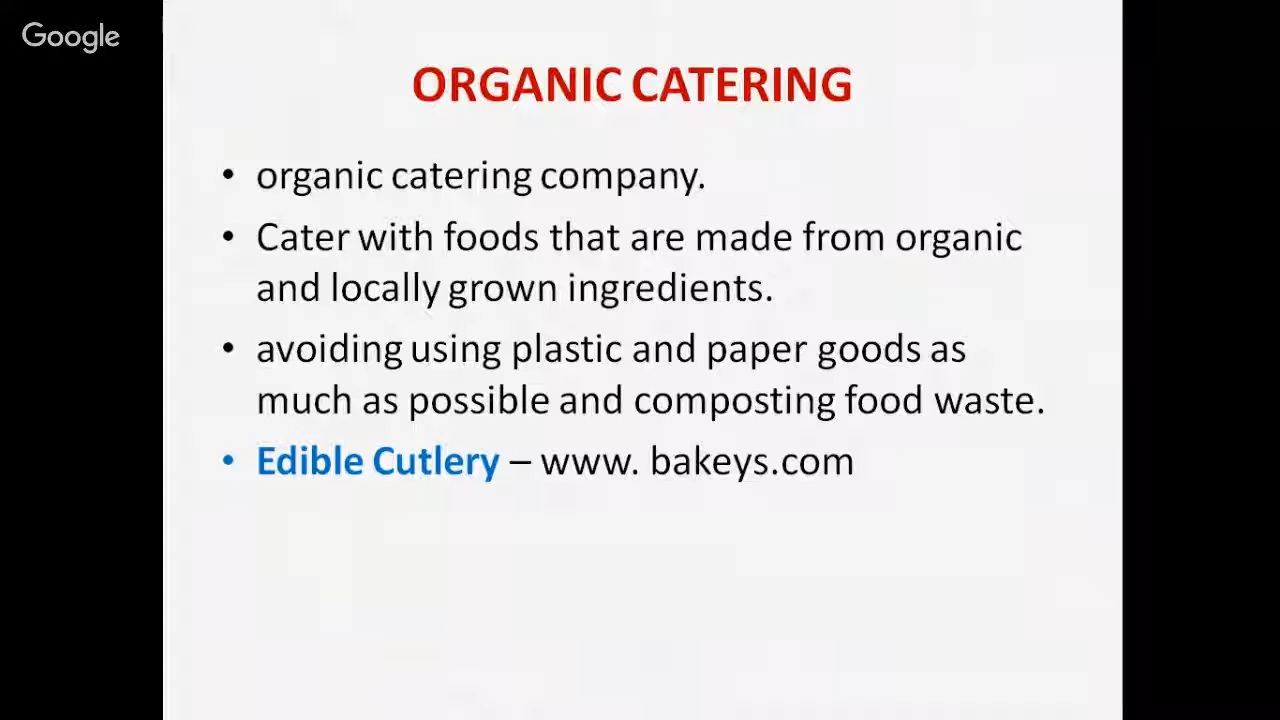 Google
ORGANIC CATERING
• organic catering company.
• Cater with foods that are made from organic
and locally grown ingredients.
• avoiding using plastic and paper goods as
much as possible and composting food waste.
• Edible Cutlery – www. bakeys.com